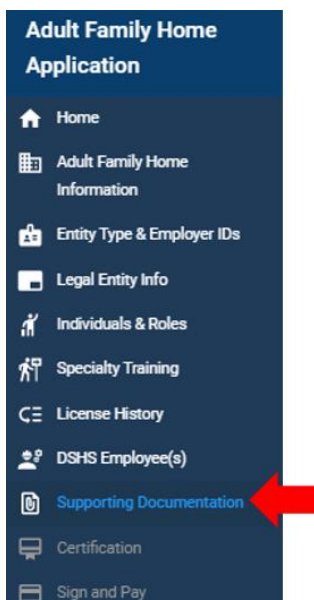 Adult Family Home
Application
Home
Adult Family Home
Information
Entity Type & Employer IDs
Legal Entity Info
Individuals & Roles
Specialty Training
License History
DSHS Employee(s)
Supporting Documentation
Certification
Sign and Pay